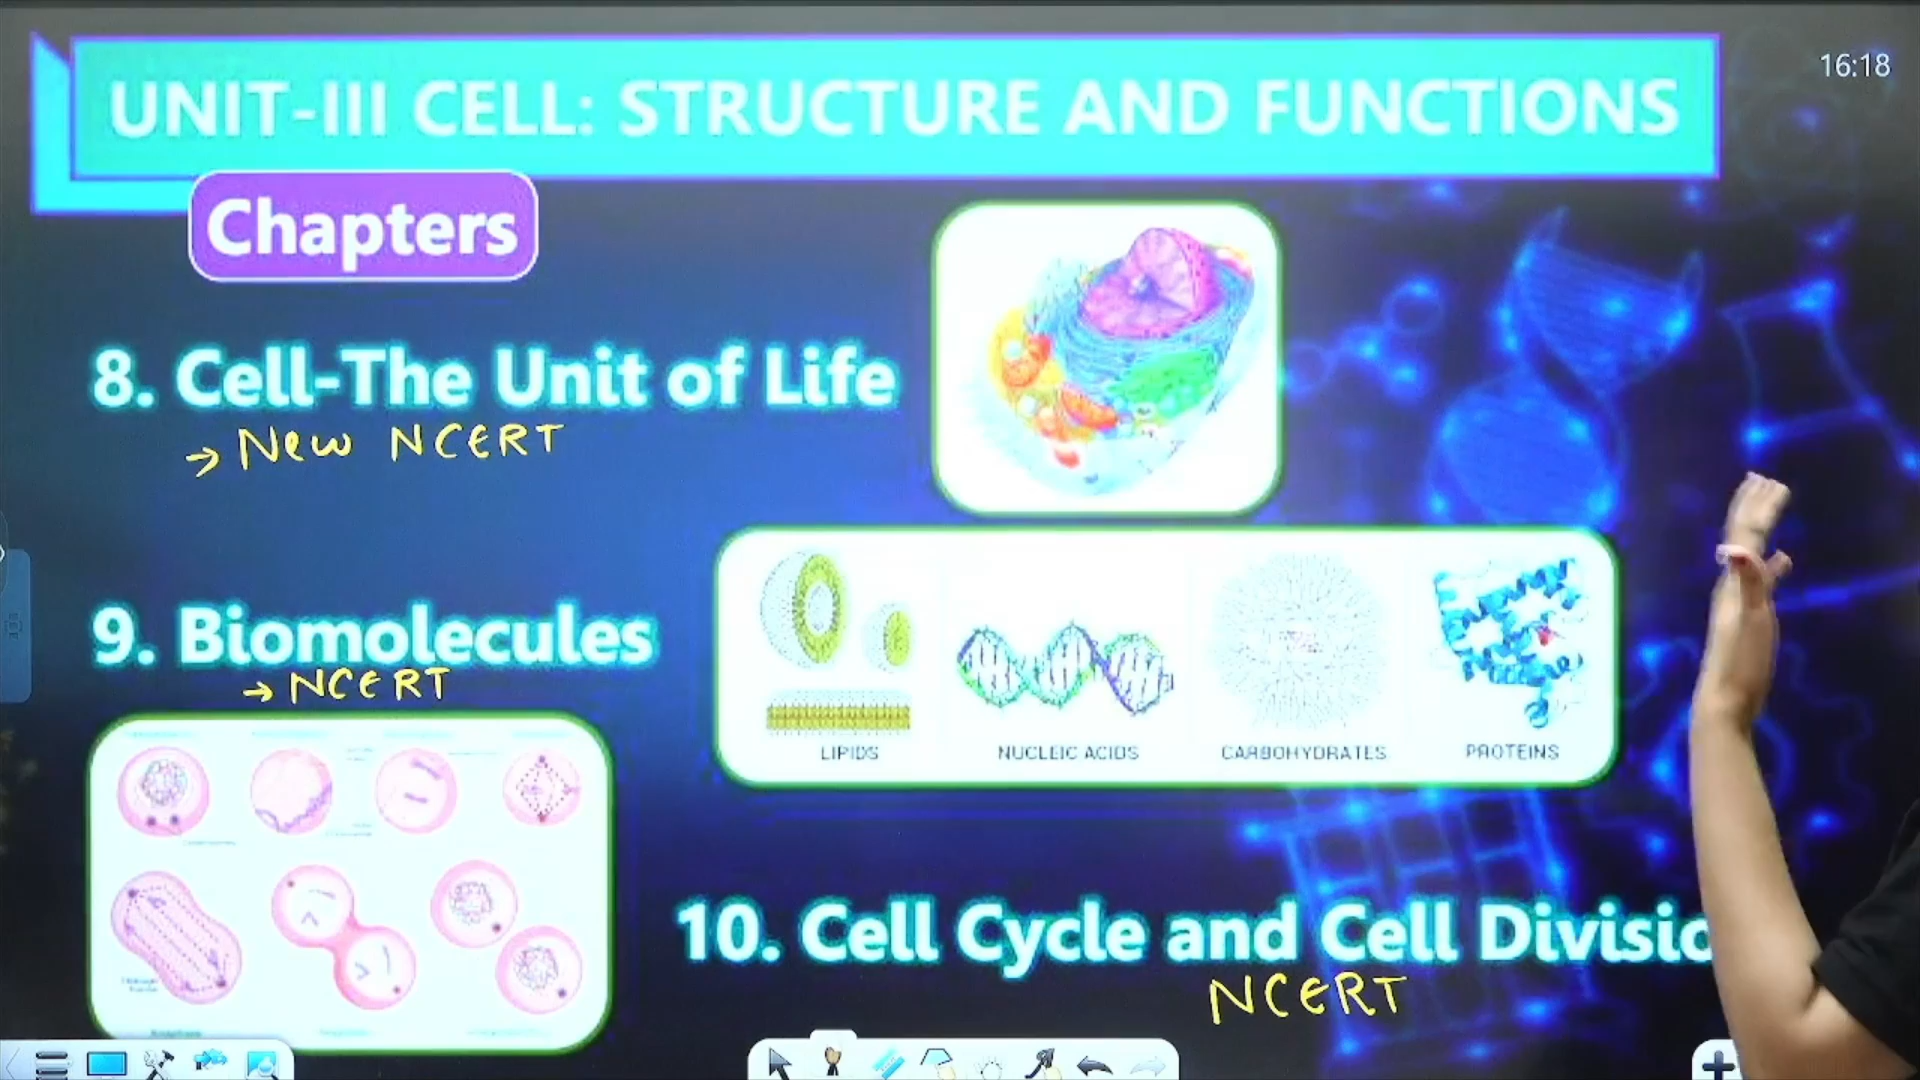 16:18
UNIT-III CELL: STRUCTURE AND FUNCTIONS
Chapters
8. Cell-The Unit of Life
→ New NCERT
9. Biomolecules
→ NCERT
LIPIDS NUCLEIC ACIDS CARBOHYDRATES PROTEINS
10. Cell Cycle and Cell Divisio
NCERT